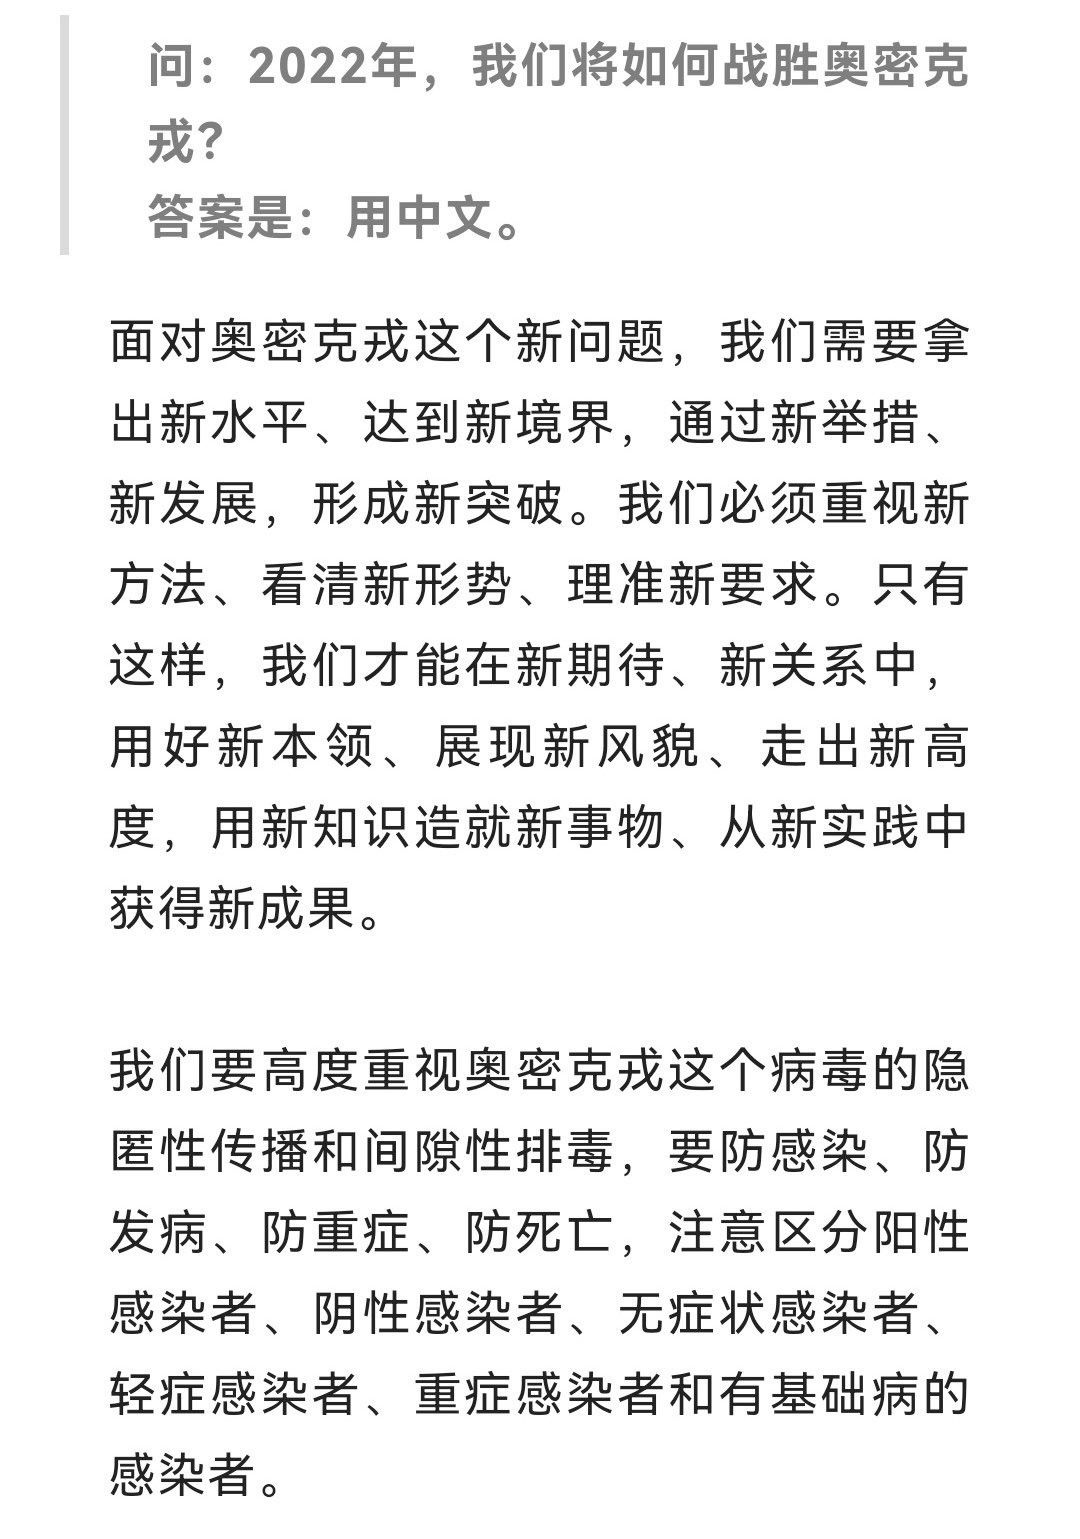 问：2022年，我们将如何战胜奥密克
戎？
答案是：用中文。
面对奥密克戎这个新问题，我们需要拿
出新水平、达到新境界，通过新举措、
新发展，形成新突破。我们必须重视新
方法、看清新形势、理准新要求。只有
这样，我们才能在新期待、新关系中，
用好新本领、展现新风貌、走出新高
度，用新知识造就新事物、从新实践中
获得新成果。
我们要高度重视奥密克戎这个病毒的隐
匿性传播和间隙性排毒，要防感染、防
发病、防重症、防死亡，注意区分阳性
感染者、阴性感染者、无症状感染者、
轻症感染者、重症感染者和有基础病的
感染者。